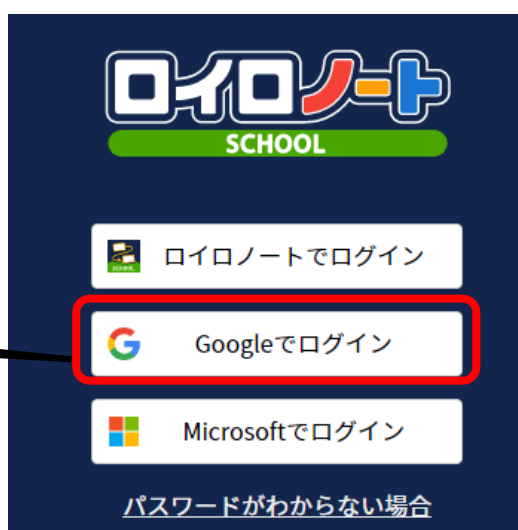 ロイロノート
SCHOOL
SCHOOL
ロイロノートでログイン
Googleでログイン
Microsoftでログイン
パスワードがわからない場合